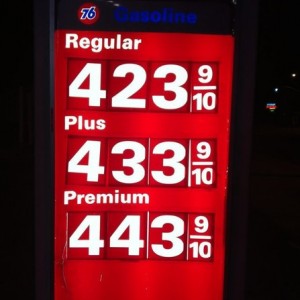 76 Gasoline
Regular
423 9/10
Plus
433 9/10
Premium
443 9/10